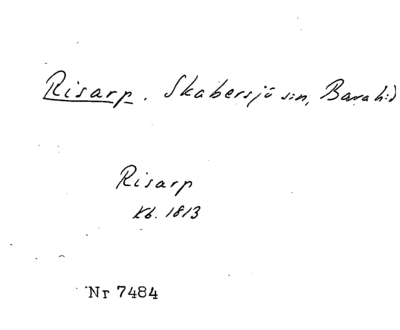 Risarp. Skabersjö sn, Bara hd
Risarp
Kb. 1813
Nr 7484